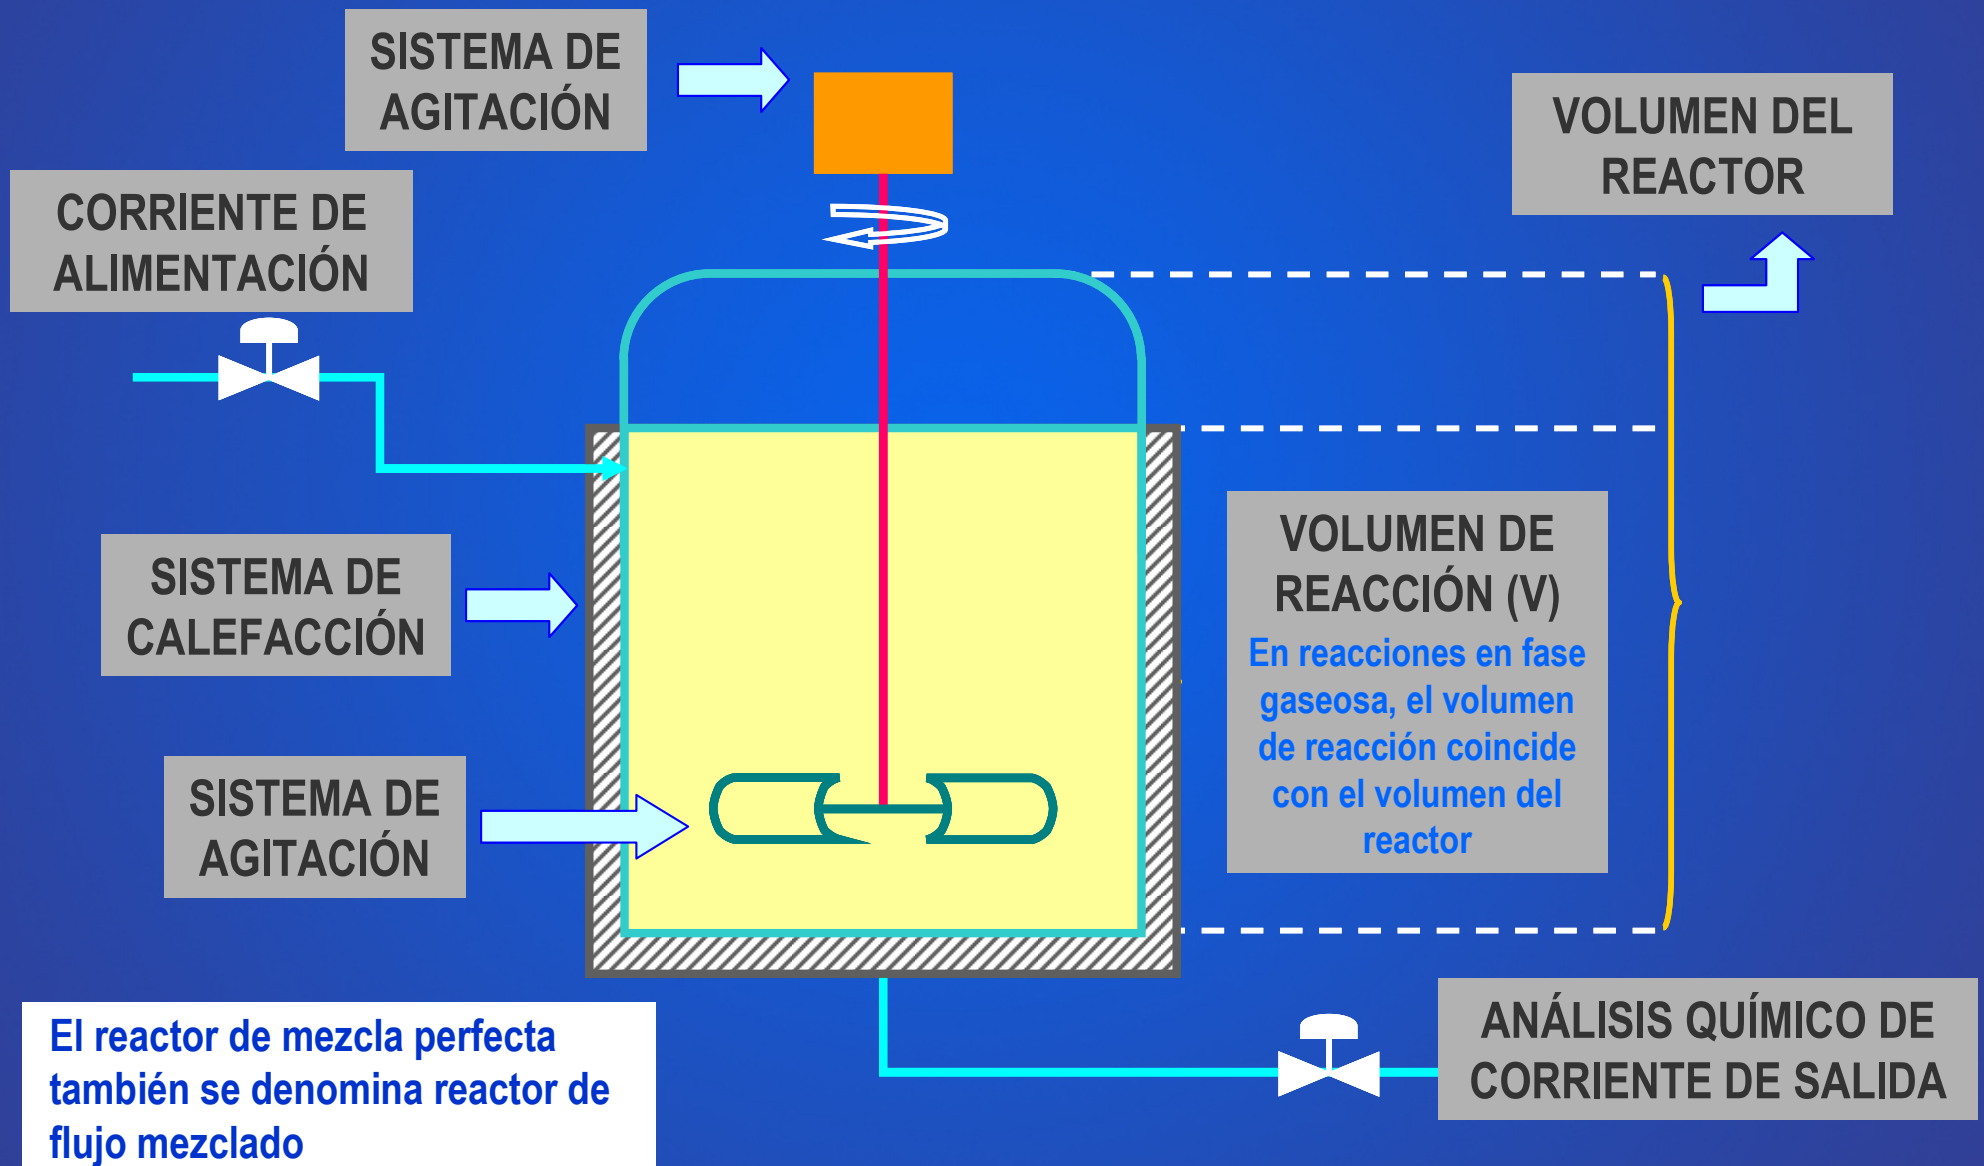 SISTEMA DE
AGITACIÓN
VOLUMEN DEL
REACTOR
CORRIENTE DE
ALIMENTACIÓN
SISTEMA DE
CALEFACCIÓN
VOLUMEN DE
REACCIÓN (V)
En reacciones en fase
gaseosa, el volumen
de reacción coincide
con el volumen del
reactor
SISTEMA DE
AGITACIÓN
ANÁLISIS QUÍMICO DE
CORRIENTE DE SALIDA
El reactor de mezcla perfecta
también se denomina reactor de
flujo mezclado